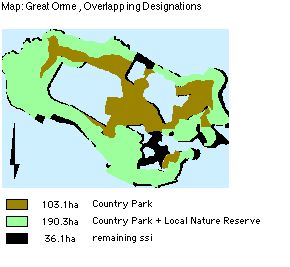 Map: Great Orme , Overlapping Designations
103.1ha Country Park
190.3ha Country Park + Local Nature Reserve
36.1ha remaining ssi